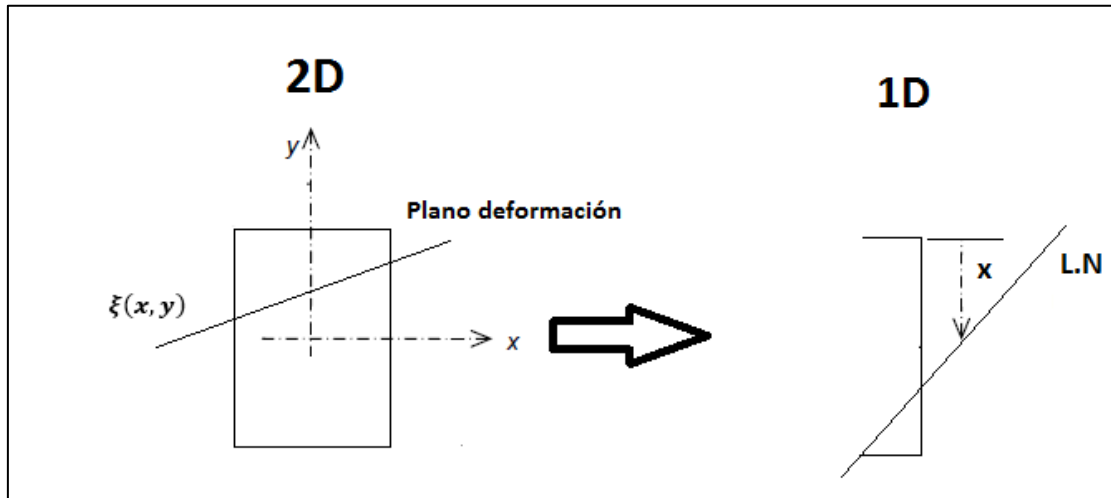 2D
1D
y
Plano deformación
x
L.N
ξ(x, y)
x